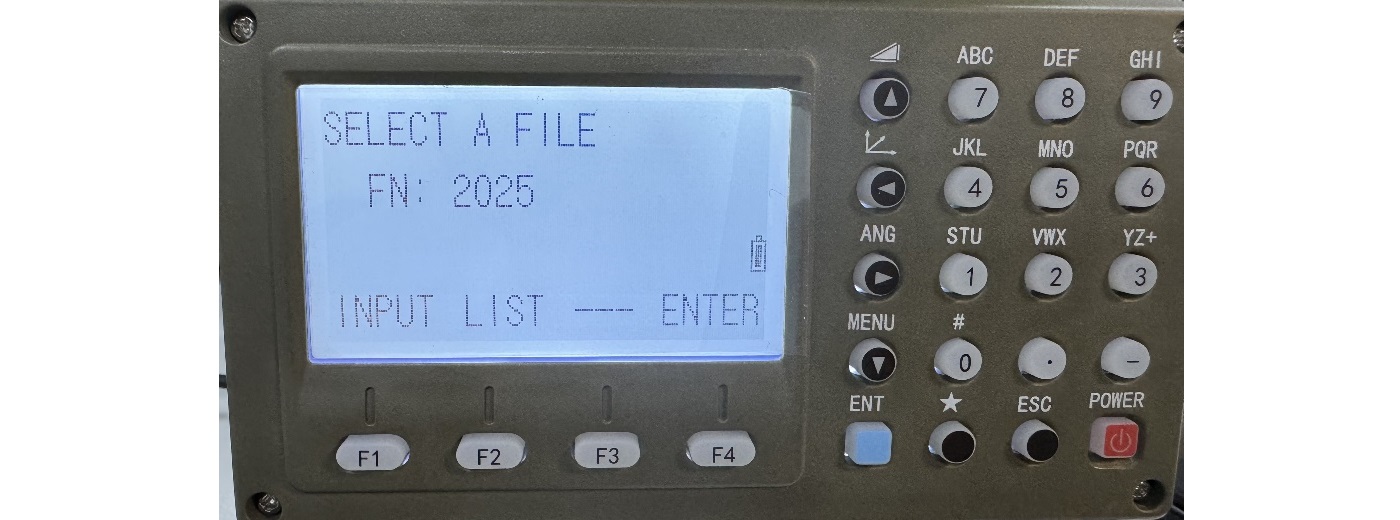 SELECT A FILE
FN: 2025
INPUT LIST ---- ENTER
F1 F2 F3 F4
ABC DEF GHI
7 8 9
JKL MNO PQR
4 5 6
ANG STU VWX YZ+
1 2 3
MENU #
0 . -
ENT ★ ESC POWER